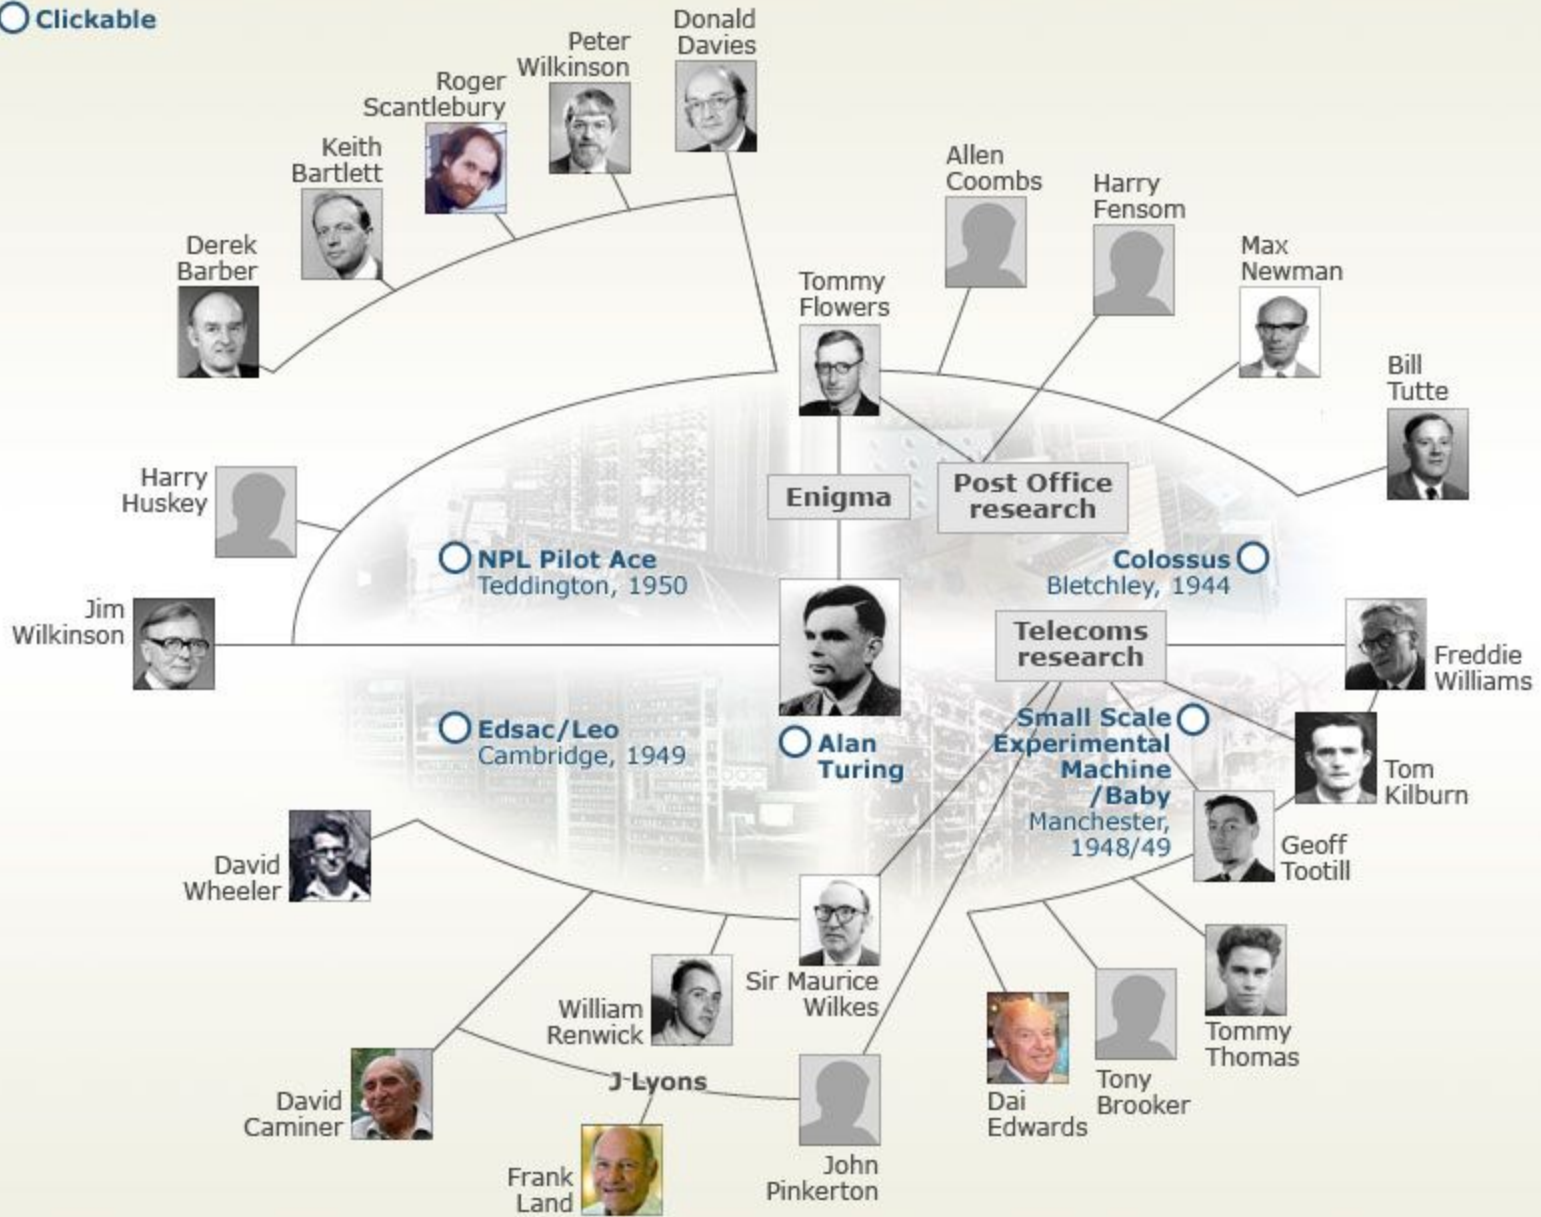 Clickable
Donald
Davies
Peter
Wilkinson
Roger
Scantlebury
Keith
Bartlett
Derek
Barber
Allen
Coombs
Harry
Fensom
Max
Newman
Tommy
Flowers
Bill
Tutte
Harry
Huskey
Enigma
Post Office
research
NPL Pilot Ace
Teddington, 1950
Colossus
Bletchley, 1944
Jim
Wilkinson
Telecoms
research
Freddie
Williams
Edsac/Leo
Cambridge, 1949
Alan
Turing
Small Scale
Experimental
Machine
/Baby
Manchester,
1948/49
Tom
Kilburn
Geoff
Tootill
David
Wheeler
Sir Maurice
Wilkes
William
Renwick
Tommy
Thomas
J Lyons
Tony
Brooker
Dai
Edwards
David
Caminer
John
Pinkerton
Frank
Land